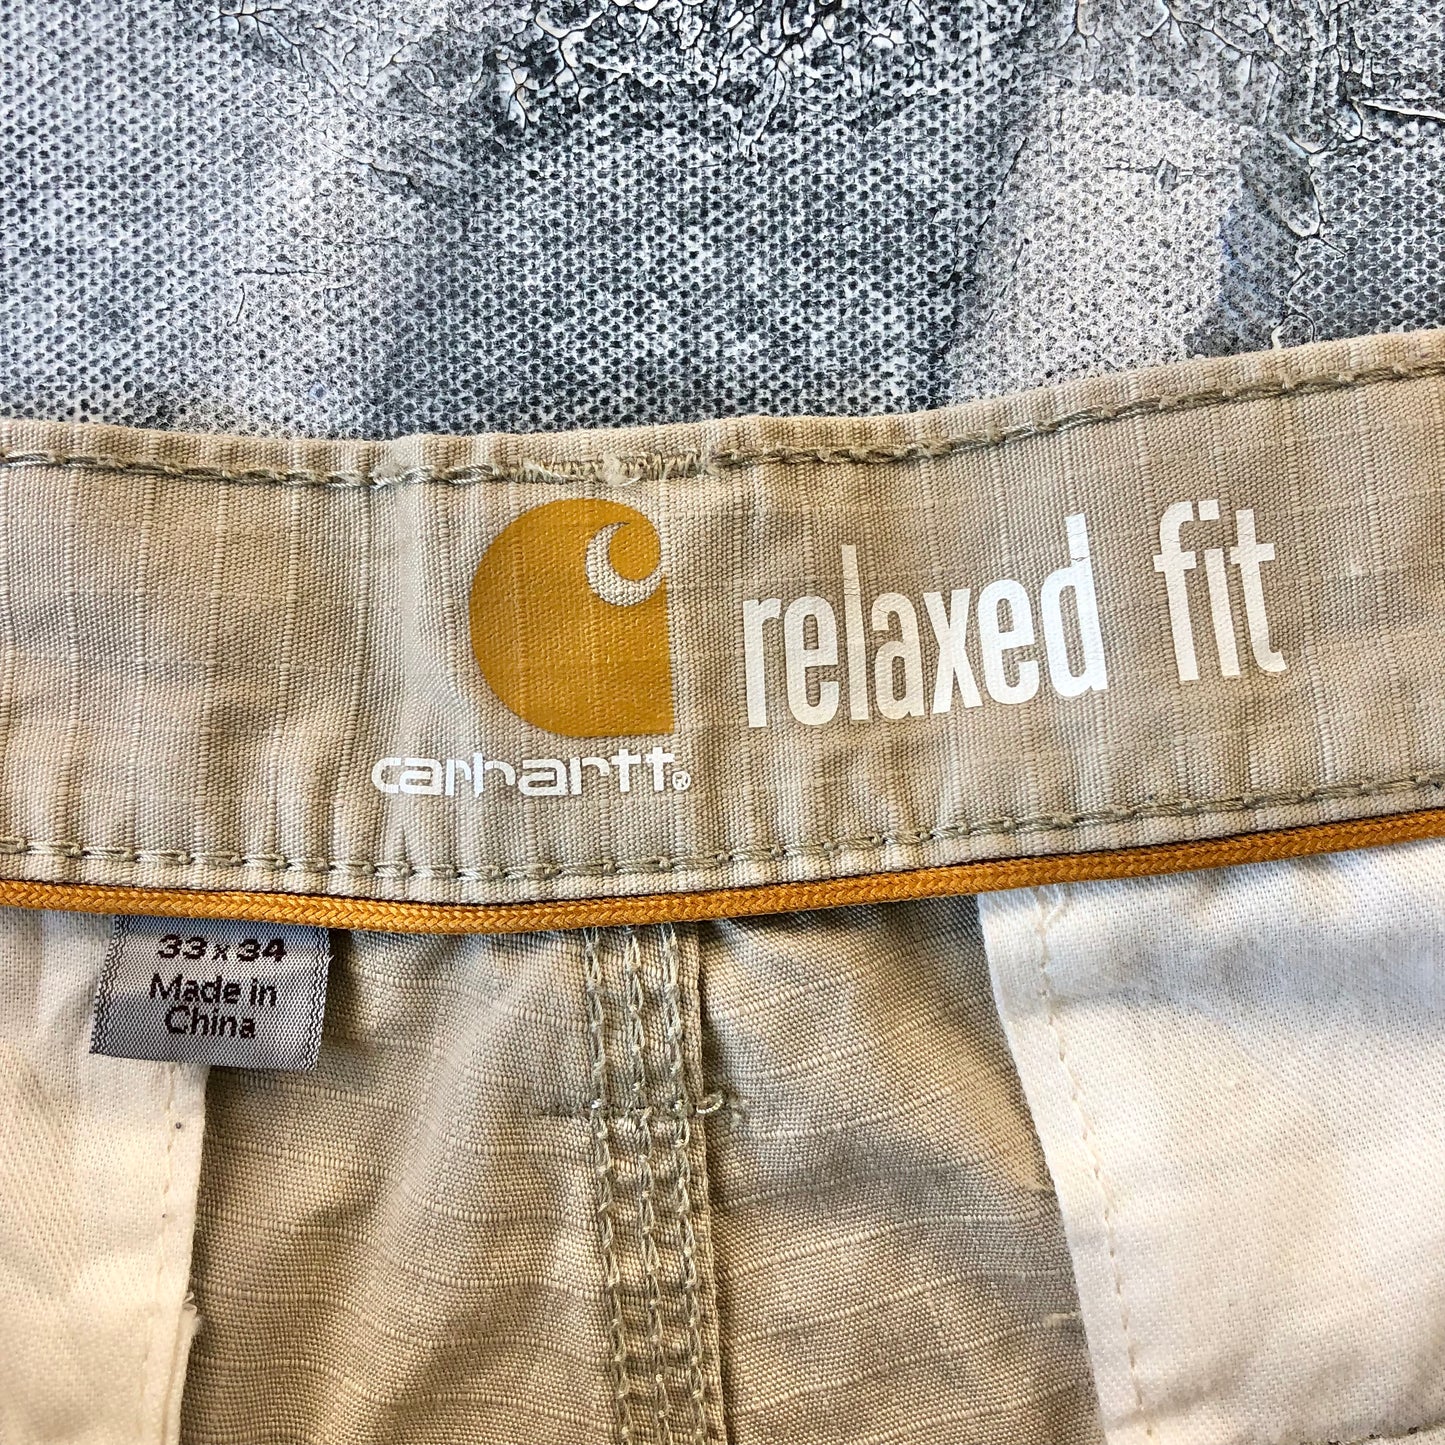 relaxed fit
carhartt®
33 x 34
Made in
China